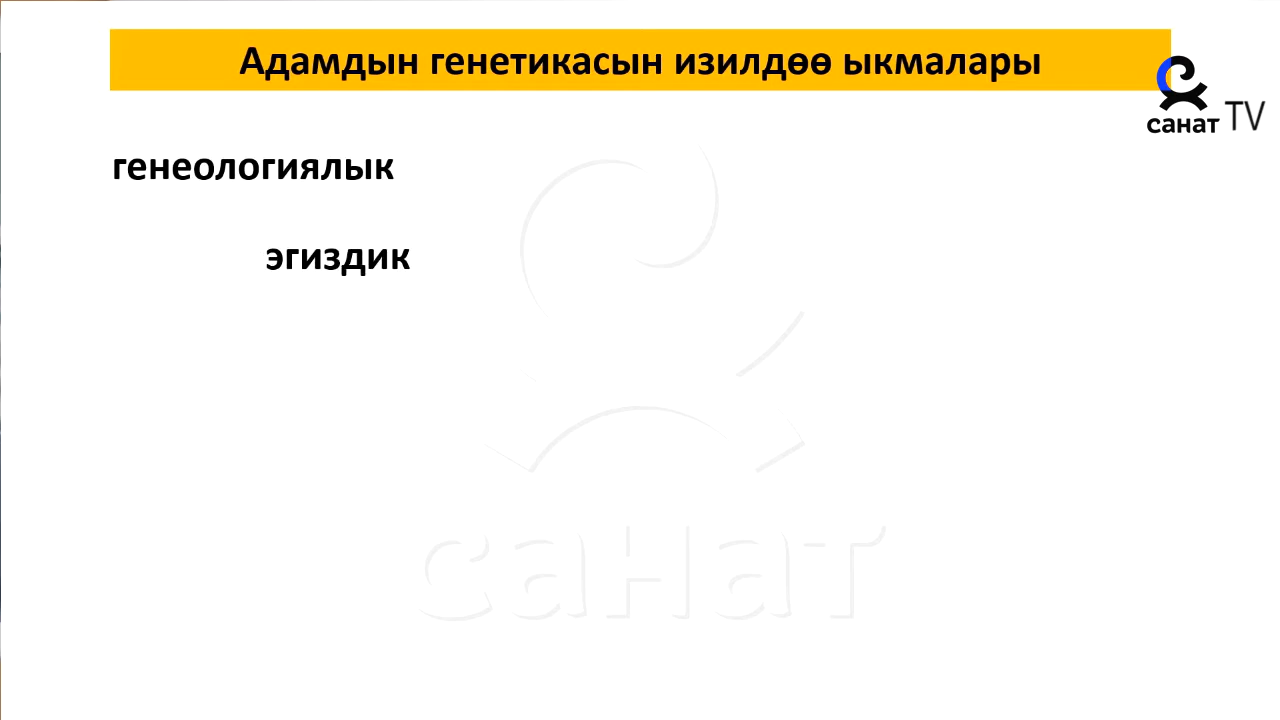 Адамдын генетикасын изилдөө ыкмалары
санат TV
генеологиялык
эгиздик
санат